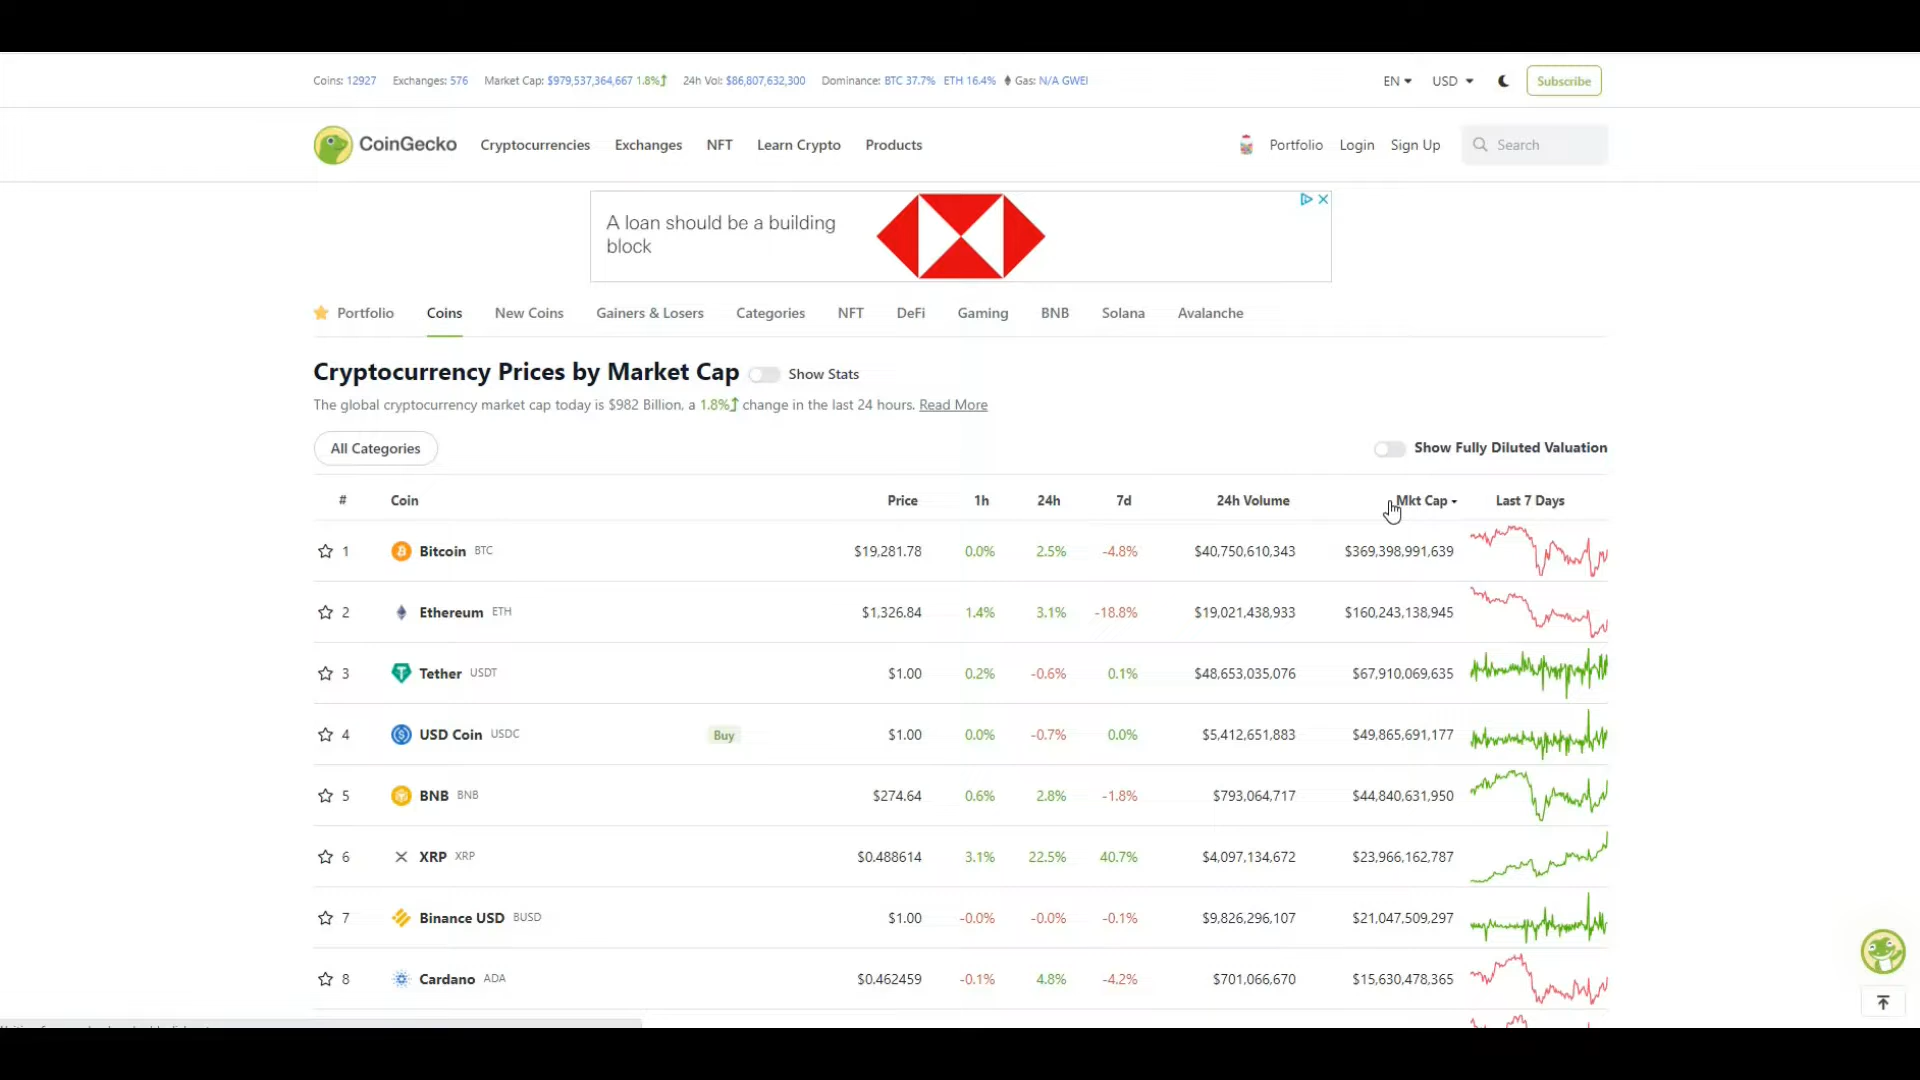 Coins: 12927 Exchanges: 576 Market Cap: $979,537,364,667 1.8% 24h Vol: $86,807,632,300 Dominance: BTC 37.7% ETH 16.4% Gas: N/A GWEI EN USD Subscribe
CoinGecko Cryptocurrencies Exchanges NFT Learn Crypto Products Portfolio Login Sign Up Search
A loan should be a building
block
Portfolio Coins New Coins Gainers & Losers Categories NFT DeFi Gaming BNB Solana Avalanche
Cryptocurrency Prices by Market Cap Show Stats
The global cryptocurrency market cap today is $982 Billion, a 1.8% change in the last 24 hours. Read More
All Categories Show Fully Diluted Valuation
# Coin Price 1h 24h 7d 24h Volume Mkt Cap Last 7 Days
1 Bitcoin BTC $19,281.78 0.0% 2.5% -4.8% $40,750,610,343 $369,398,991,639
2 Ethereum ETH $1,326.84 1.4% 3.1% -18.8% $19,021,438,933 $160,243,138,945
3 Tether USDT $1.00 0.2% -0.6% 0.1% $48,653,035,076 $67,910,069,635
4 USD Coin USDC Buy $1.00 0.0% -0.7% 0.0% $5,412,651,883 $49,865,691,177
5 BNB BNB $274.64 0.6% 2.8% -1.8% $793,064,717 $44,840,631,950
6 XRP XRP $0.488614 3.1% 22.5% 40.7% $4,097,134,672 $23,966,162,787
7 Binance USD BUSD $1.00 -0.0% -0.0% -0.1% $9,826,296,107 $21,047,509,297
8 Cardano ADA $0.462459 -0.1% 4.8% -4.2% $701,066,670 $15,630,478,365